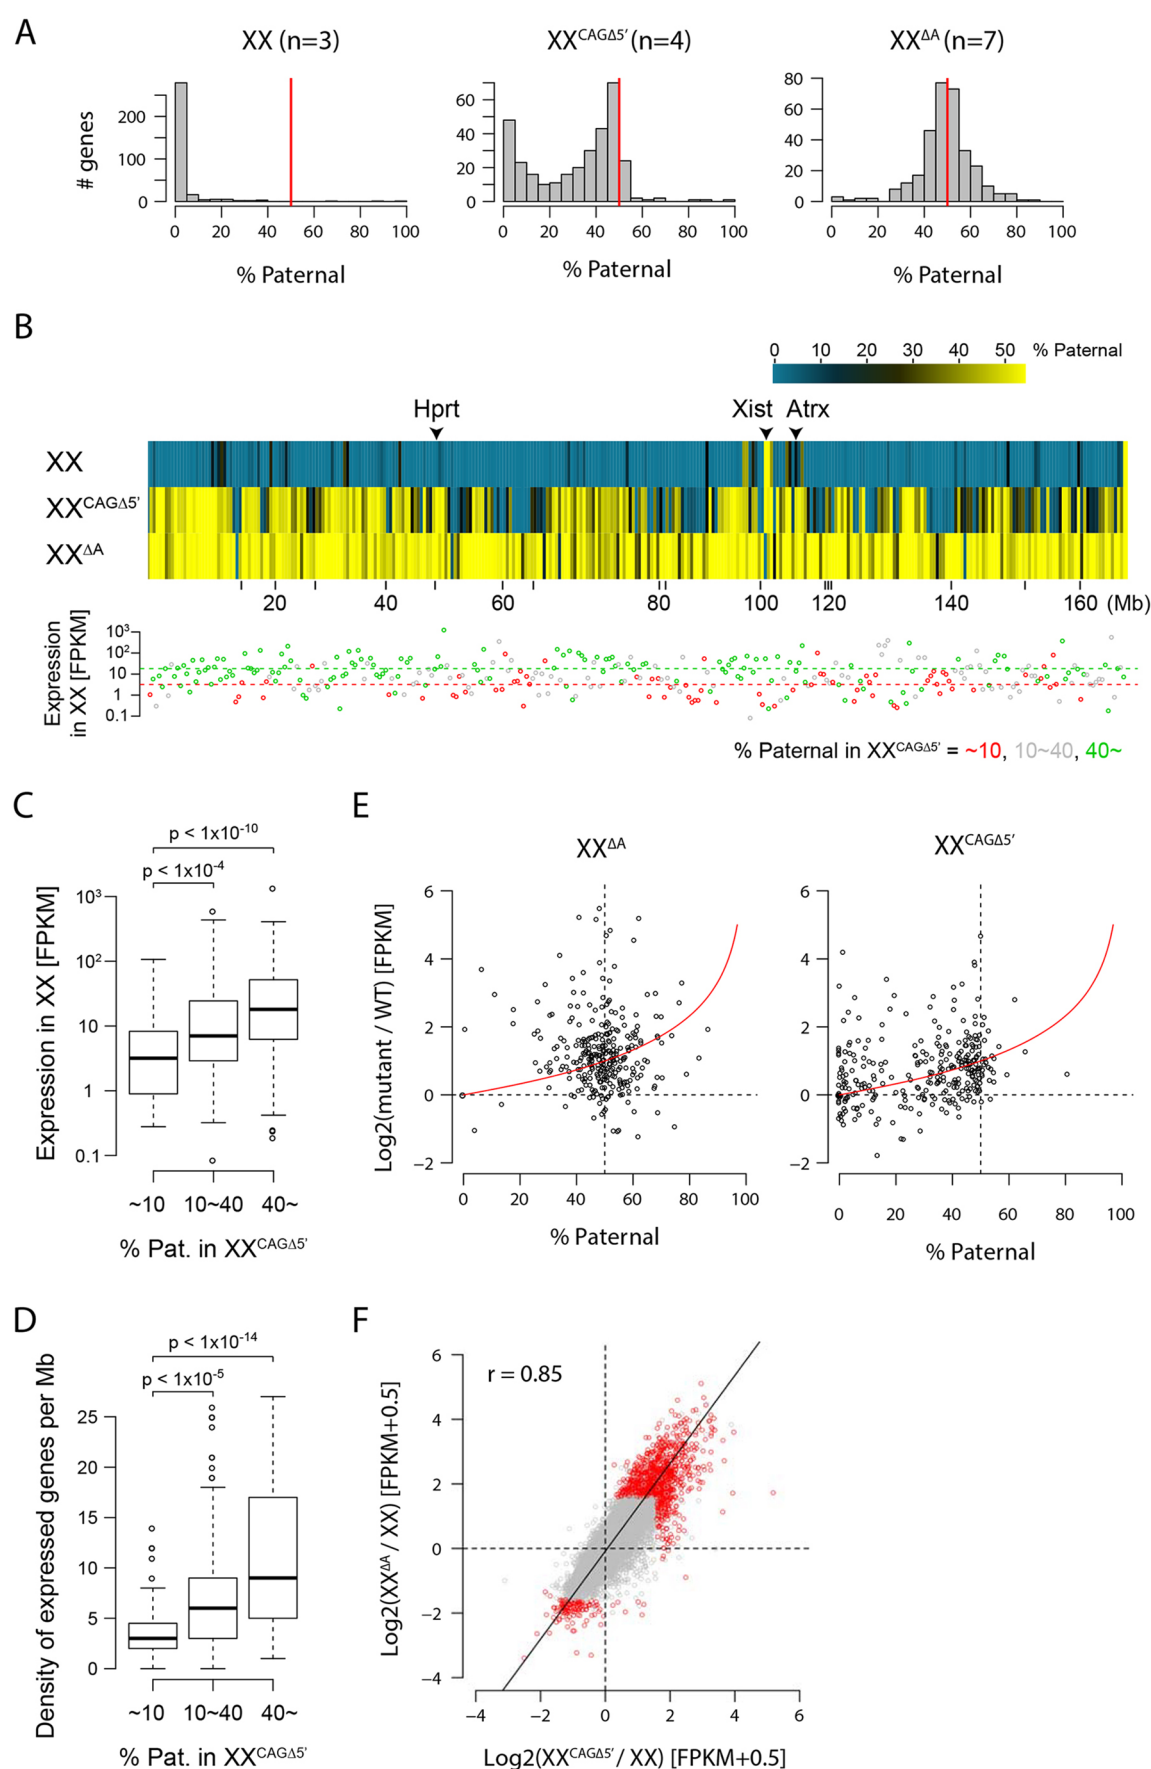 A
XX (n=3)
XX^CAGΔ5′ (n=4)
XX^ΔA (n=7)
# genes
200
100
0
0 20 40 60 80 100
% Paternal
60
40
20
0
0 20 40 60 80 100
% Paternal
80
60
40
20
0
0 20 40 60 80 100
% Paternal
B
0 10 20 30 40 50 % Paternal
Hprt
Xist
Atrx
XX
XX^CAGΔ5′
XX^ΔA
20 40 60 80 100 120 140 160 (Mb)
Expression
in XX [FPKM]
10³
10²
10
1
0.1
% Paternal in XX^CAGΔ5′ = ~10, 10~40, 40~
C
p < 1x10⁻¹⁰
p < 1x10⁻⁴
Expression in XX [FPKM]
10³
10²
10
1
0.1
~10 10~40 40~
% Pat. in XX^CAGΔ5′
E
XX^ΔA
Log2(mutant / WT) [FPKM]
6
4
2
0
−2
0 20 40 60 80 100
% Paternal
XX^CAGΔ5′
6
4
2
0
−2
0 20 40 60 80 100
% Paternal
D
p < 1x10⁻¹⁴
p < 1x10⁻⁵
Density of expressed genes per Mb
25
20
15
10
5
0
~10 10~40 40~
% Pat. in XX^CAGΔ5′
F
r = 0.85
Log2(XX^ΔA / XX) [FPKM+0.5]
6
4
2
0
−2
−4
−4 −2 0 2 4 6
Log2(XX^CAGΔ5′ / XX) [FPKM+0.5]